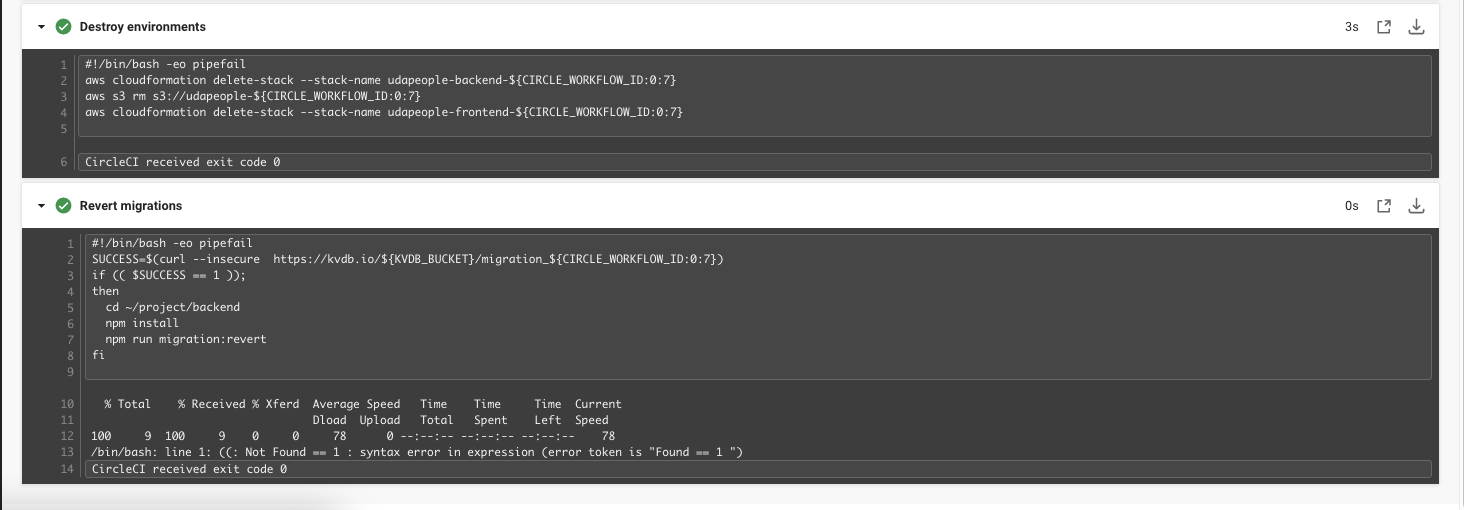 Destroy environments 3s
1 #!/bin/bash -eo pipefail
2 aws cloudformation delete-stack --stack-name udapeople-backend-${CIRCLE_WORKFLOW_ID:0:7}
3 aws s3 rm s3://udapeople-${CIRCLE_WORKFLOW_ID:0:7}
4 aws cloudformation delete-stack --stack-name udapeople-frontend-${CIRCLE_WORKFLOW_ID:0:7}
5
6 CircleCI received exit code 0
Revert migrations 0s
1 #!/bin/bash -eo pipefail
2 SUCCESS=$(curl --insecure  https://kvdb.io/${KVDB_BUCKET}/migration_${CIRCLE_WORKFLOW_ID:0:7})
3 if (( $SUCCESS == 1 ));
4 then
5   cd ~/project/backend
6   npm install
7   npm run migration:revert
8 fi
9
10   % Total    % Received % Xferd  Average Speed   Time    Time     Time  Current
11                                  Dload  Upload   Total   Spent    Left  Speed
12 100     9  100     9    0     0     78      0 --:--:-- --:--:-- --:--:--    78
13 /bin/bash: line 1: ((: Not Found == 1 : syntax error in expression (error token is "Found == 1 ")
14 CircleCI received exit code 0